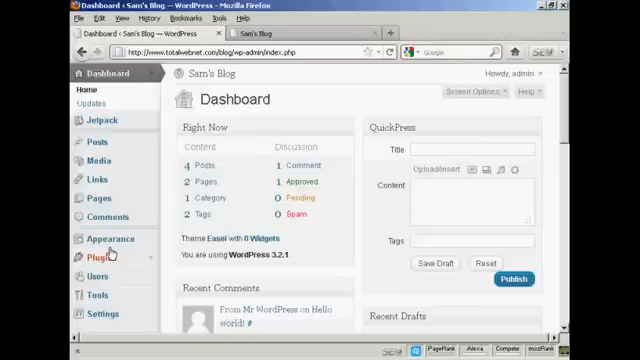 Dashboard ‹ Sam's Blog — WordPress - Mozilla Firefox
File Edit View History Bookmarks Tools Help
Dashboard ‹ Sam's Blog — WordPress × Sam's Blog ×
http://www.totalwebnet.com/blog/wp-admin/index.php
Google
Dashboard
Sam's Blog
Howdy, admin
Home
Updates
Jetpack
Posts
Media
Links
Pages
Comments
Appearance
Plugi
Users
Tools
Settings
Screen Options
Help
Dashboard
Right Now
Content
Discussion
4 Posts
1 Comment
2 Pages
1 Approved
1 Category
0 Pending
2 Tags
0 Spam
Theme Easel with 0 Widgets
You are using WordPress 3.2.1.
Recent Comments
From Mr WordPress on Hello
world! #
QuickPress
Title
Upload/Insert
Content
Tags
Save Draft
Reset
Publish
Recent Drafts
PageRank
Alexa
Compete
mozRank